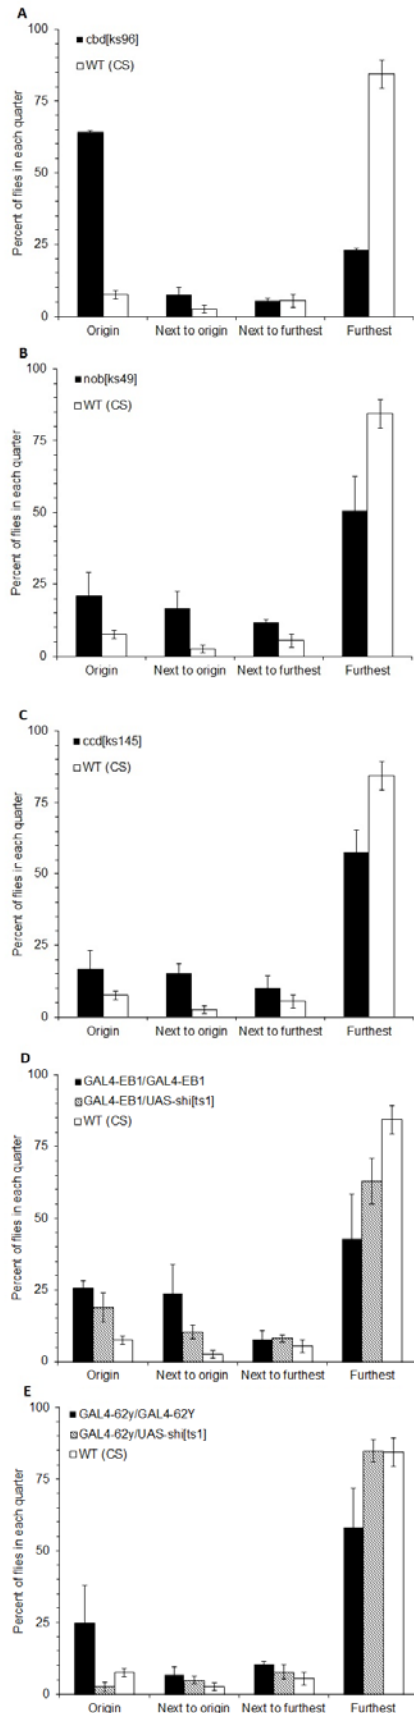 A
cbd[ks96]
WT (CS)
Percent of flies in each quarter
100
75
50
25
0
Origin Next to origin Next to furthest Furthest
B
nob[ks49]
WT (CS)
Percent of flies in each quarter
100
75
50
25
0
Origin Next to origin Next to furthest Furthest
C
ccd[ks145]
WT (CS)
Percent of flies in each quarter
100
75
50
25
0
Origin Next to origin Next to furthest Furthest
D
GAL4-EB1/GAL4-EB1
GAL4-EB1/UAS-shi[ts1]
WT (CS)
Percent of flies in each quarter
100
75
50
25
0
Origin Next to origin Next to furthest Furthest
E
GAL4-62y/GAL4-62Y
GAL4-62y/UAS-shi[ts1]
WT (CS)
Percent of flies in each quarter
100
75
50
25
0
Origin Next to origin Next to furthest Furthest